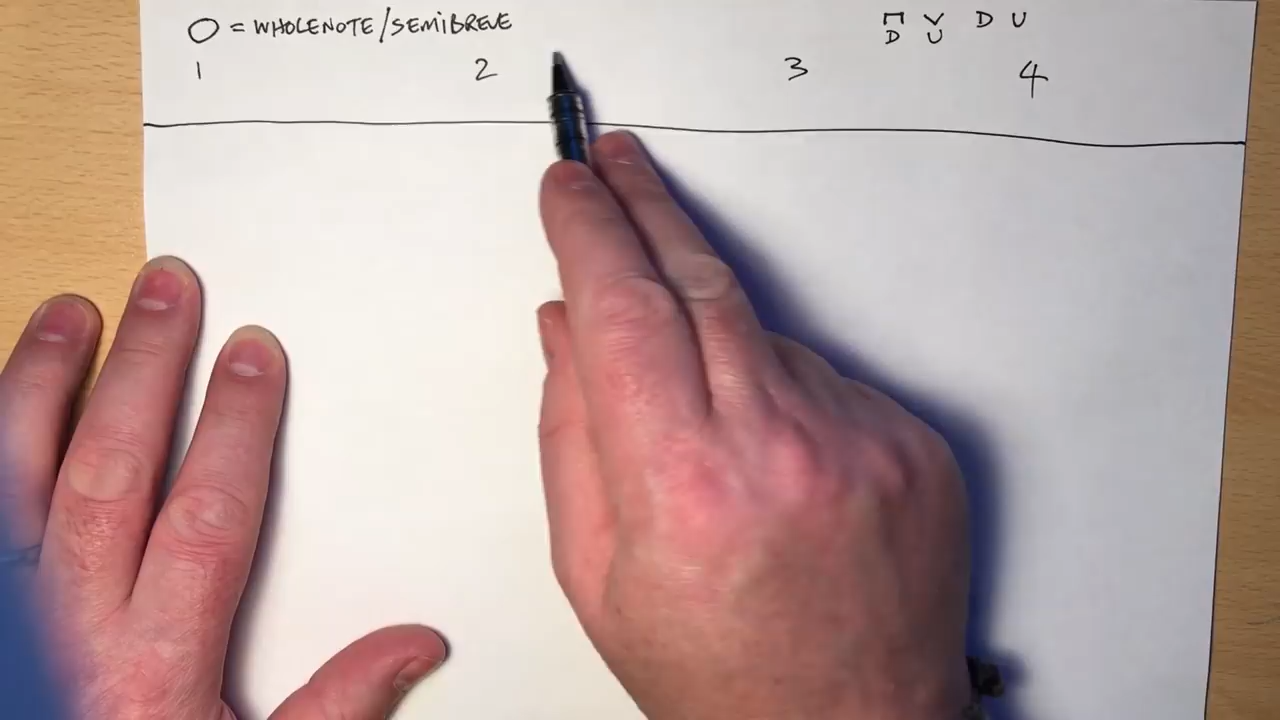 O = WHOLENOTE/SEMIBREVE
⊓ V D U
D U
1 2 3 4